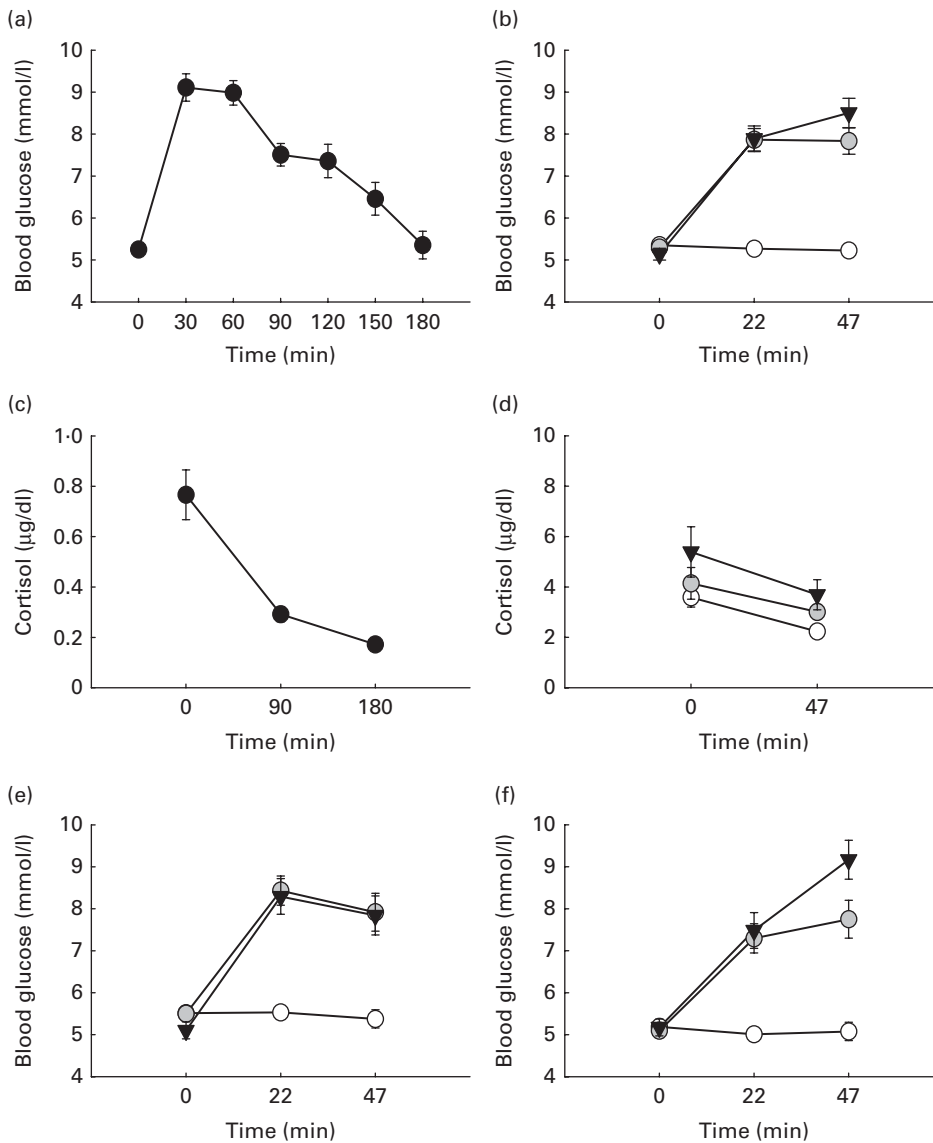 (a)
10
9
8
7
6
5
4
Blood glucose (mmol/l)
0 30 60 90 120 150 180
Time (min)
(b)
10
9
8
7
6
5
4
Blood glucose (mmol/l)
0 22 47
Time (min)
(c)
1·0
0.8
0.6
0.4
0.2
0
Cortisol (µg/dl)
0 90 180
Time (min)
(d)
10
8
6
4
2
0
Cortisol (µg/dl)
0 47
Time (min)
(e)
10
9
8
7
6
5
4
Blood glucose (mmol/l)
0 22 47
Time (min)
(f)
10
9
8
7
6
5
4
Blood glucose (mmol/l)
0 22 47
Time (min)